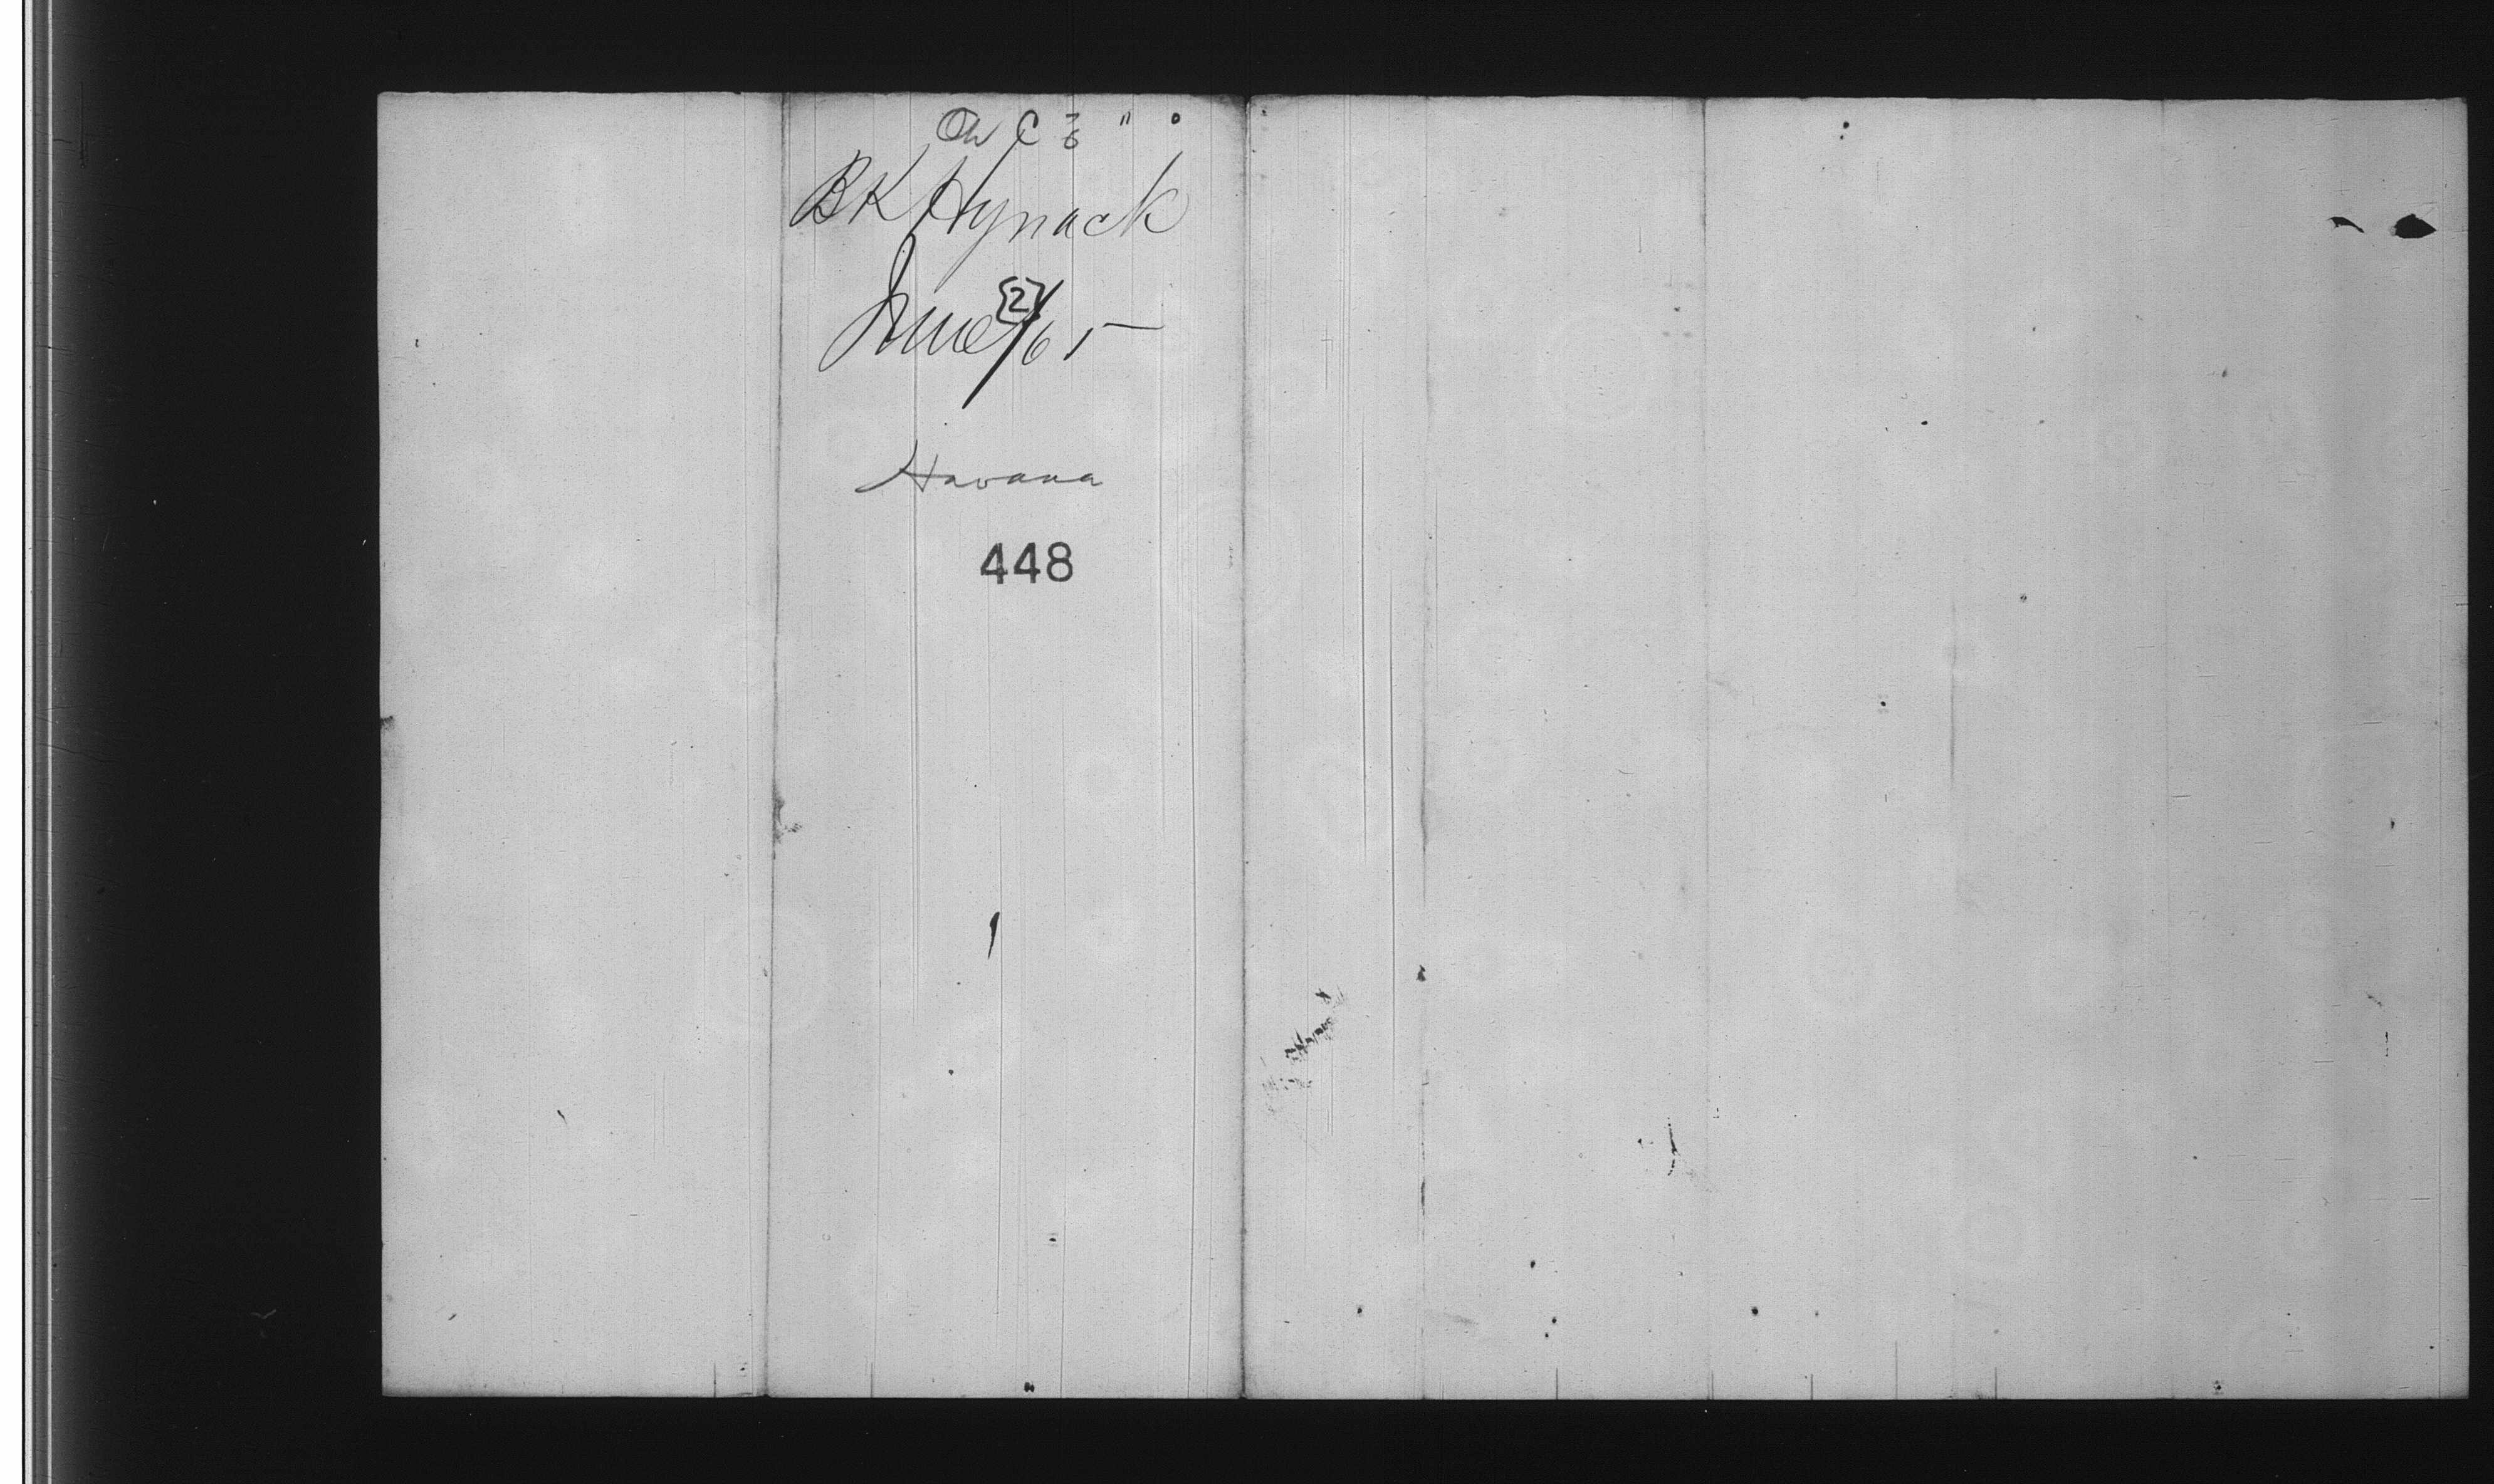 BK Hynack
June /65
{2}
Havana
448